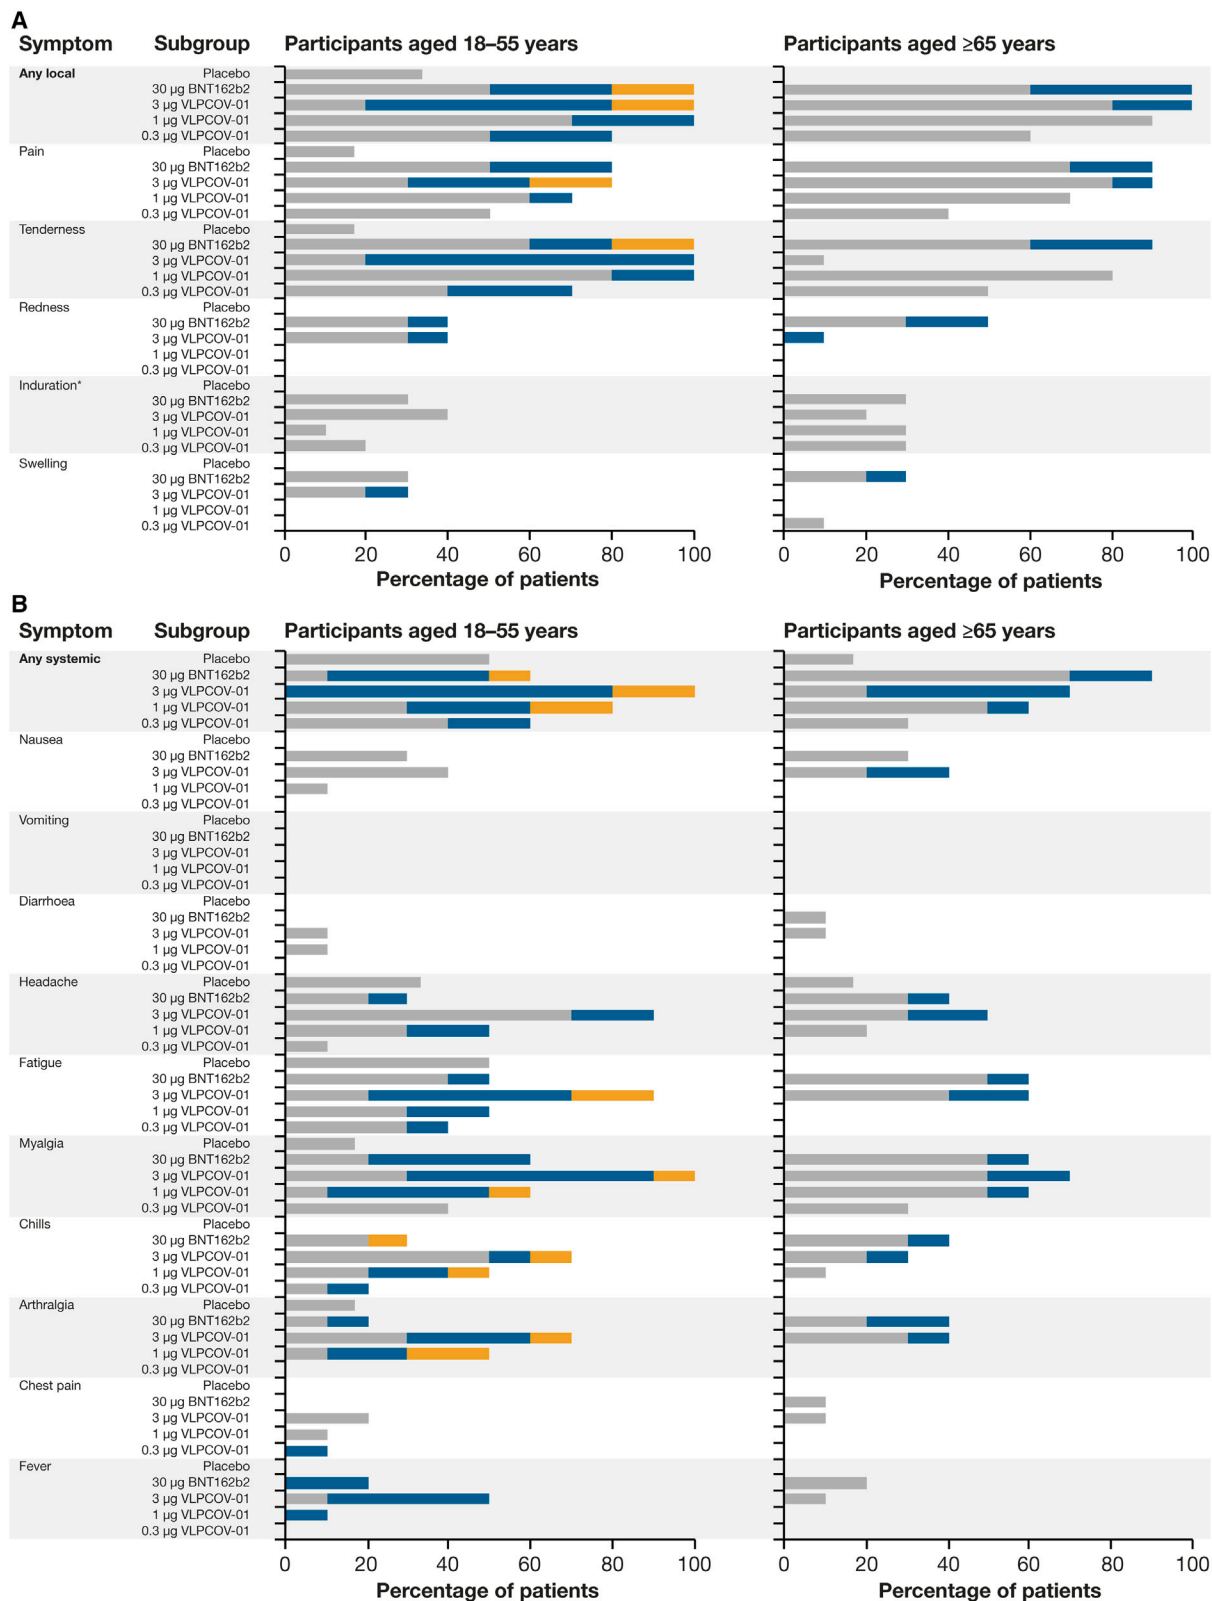 A
Symptom Subgroup Participants aged 18–55 years Participants aged ≥65 years
Any local Placebo
30 µg BNT162b2
3 µg VLPCOV-01
1 µg VLPCOV-01
0.3 µg VLPCOV-01
Pain Placebo
30 µg BNT162b2
3 µg VLPCOV-01
1 µg VLPCOV-01
0.3 µg VLPCOV-01
Tenderness Placebo
30 µg BNT162b2
3 µg VLPCOV-01
1 µg VLPCOV-01
0.3 µg VLPCOV-01
Redness Placebo
30 µg BNT162b2
3 µg VLPCOV-01
1 µg VLPCOV-01
0.3 µg VLPCOV-01
Induration* Placebo
30 µg BNT162b2
3 µg VLPCOV-01
1 µg VLPCOV-01
0.3 µg VLPCOV-01
Swelling Placebo
30 µg BNT162b2
3 µg VLPCOV-01
1 µg VLPCOV-01
0.3 µg VLPCOV-01
0 20 40 60 80 100 0 20 40 60 80 100
Percentage of patients Percentage of patients
B
Symptom Subgroup Participants aged 18–55 years Participants aged ≥65 years
Any systemic Placebo
30 µg BNT162b2
3 µg VLPCOV-01
1 µg VLPCOV-01
0.3 µg VLPCOV-01
Nausea Placebo
30 µg BNT162b2
3 µg VLPCOV-01
1 µg VLPCOV-01
0.3 µg VLPCOV-01
Vomiting Placebo
30 µg BNT162b2
3 µg VLPCOV-01
1 µg VLPCOV-01
0.3 µg VLPCOV-01
Diarrhoea Placebo
30 µg BNT162b2
3 µg VLPCOV-01
1 µg VLPCOV-01
0.3 µg VLPCOV-01
Headache Placebo
30 µg BNT162b2
3 µg VLPCOV-01
1 µg VLPCOV-01
0.3 µg VLPCOV-01
Fatigue Placebo
30 µg BNT162b2
3 µg VLPCOV-01
1 µg VLPCOV-01
0.3 µg VLPCOV-01
Myalgia Placebo
30 µg BNT162b2
3 µg VLPCOV-01
1 µg VLPCOV-01
0.3 µg VLPCOV-01
Chills Placebo
30 µg BNT162b2
3 µg VLPCOV-01
1 µg VLPCOV-01
0.3 µg VLPCOV-01
Arthralgia Placebo
30 µg BNT162b2
3 µg VLPCOV-01
1 µg VLPCOV-01
0.3 µg VLPCOV-01
Chest pain Placebo
30 µg BNT162b2
3 µg VLPCOV-01
1 µg VLPCOV-01
0.3 µg VLPCOV-01
Fever Placebo
30 µg BNT162b2
3 µg VLPCOV-01
1 µg VLPCOV-01
0.3 µg VLPCOV-01
0 20 40 60 80 100 0 20 40 60 80 100
Percentage of patients Percentage of patients